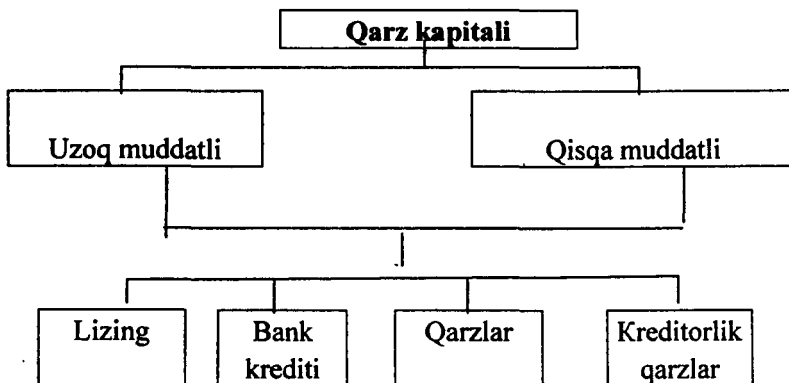 Qarz kapitali
Uzoq muddatli
Qisqa muddatli
Lizing
Bank
krediti
Qarzlar
Kreditorlik
qarzlar